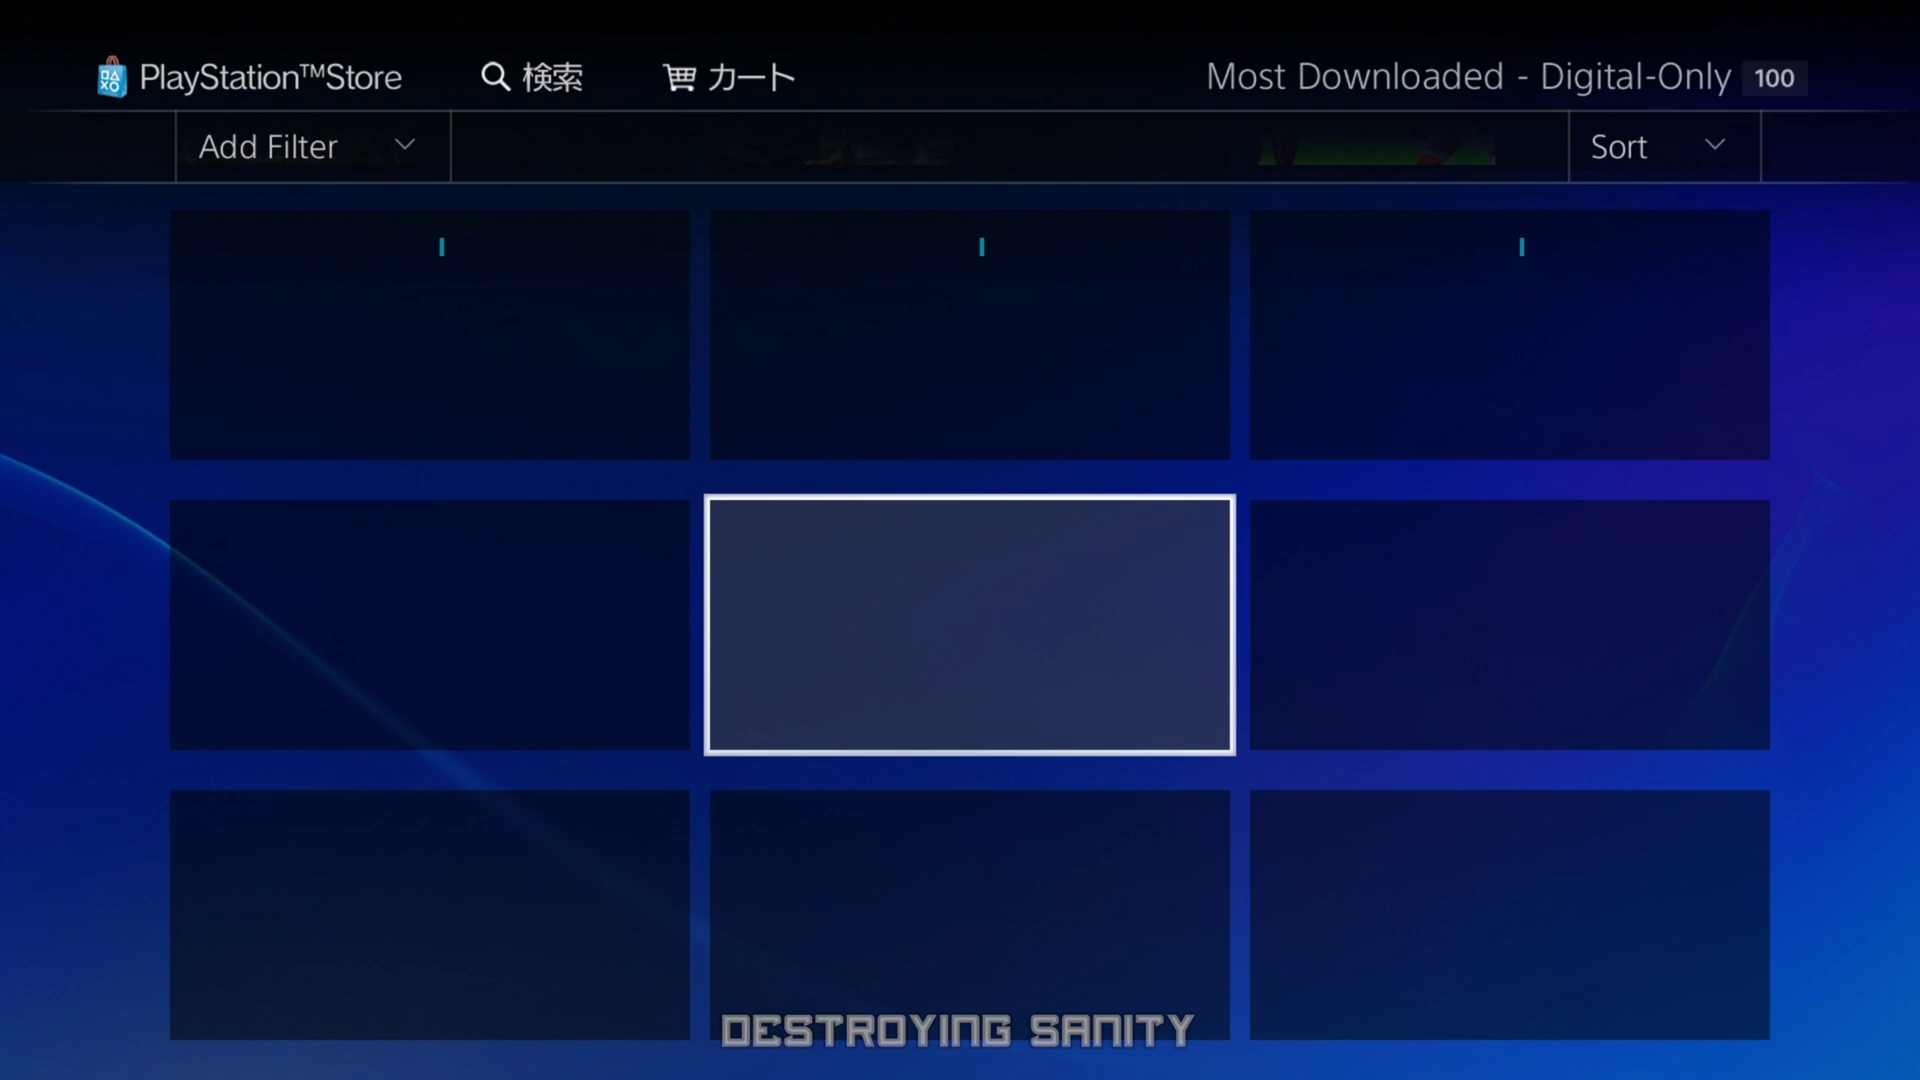 PlayStation™Store
検索
カート
Most Downloaded - Digital-Only 100
Add Filter
Sort
DESTROYING SANITY